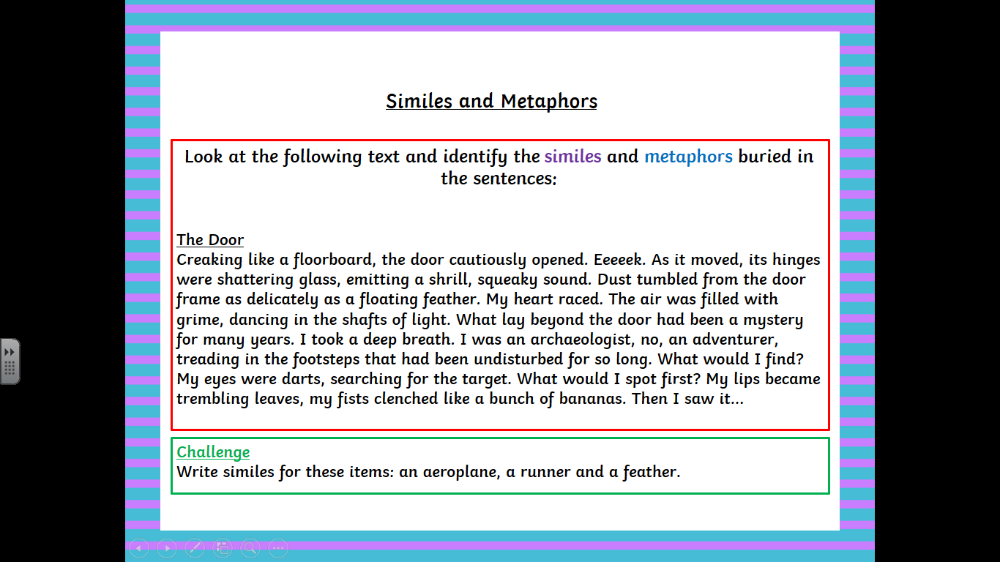 Similes and Metaphors
Look at the following text and identify the similes and metaphors buried in
the sentences:
The Door
Creaking like a floorboard, the door cautiously opened. Eeeeek. As it moved, its hinges
were shattering glass, emitting a shrill, squeaky sound. Dust tumbled from the door
frame as delicately as a floating feather. My heart raced. The air was filled with
grime, dancing in the shafts of light. What lay beyond the door had been a mystery
for many years. I took a deep breath. I was an archaeologist, no, an adventurer,
treading in the footsteps that had been undisturbed for so long. What would I find?
My eyes were darts, searching for the target. What would I spot first? My lips became
trembling leaves, my fists clenched like a bunch of bananas. Then I saw it...
Challenge
Write similes for these items: an aeroplane, a runner and a feather.